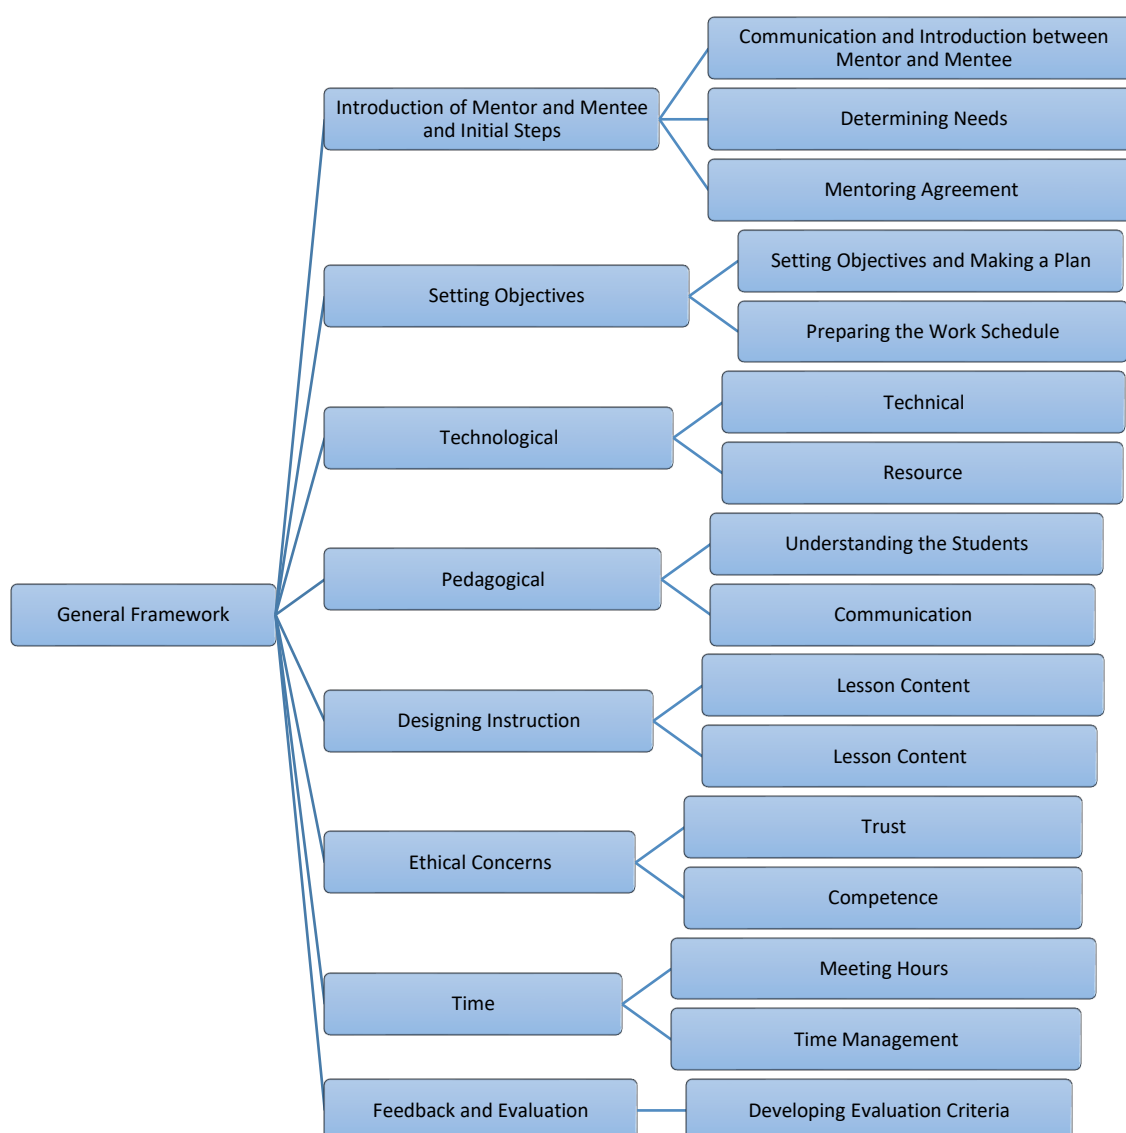 General Framework
Introduction of Mentor and Mentee
and Initial Steps
Communication and Introduction between
Mentor and Mentee
Determining Needs
Mentoring Agreement
Setting Objectives
Setting Objectives and Making a Plan
Preparing the Work Schedule
Technological
Technical
Resource
Pedagogical
Understanding the Students
Communication
Designing Instruction
Lesson Content
Lesson Content
Ethical Concerns
Trust
Competence
Time
Meeting Hours
Time Management
Feedback and Evaluation
Developing Evaluation Criteria